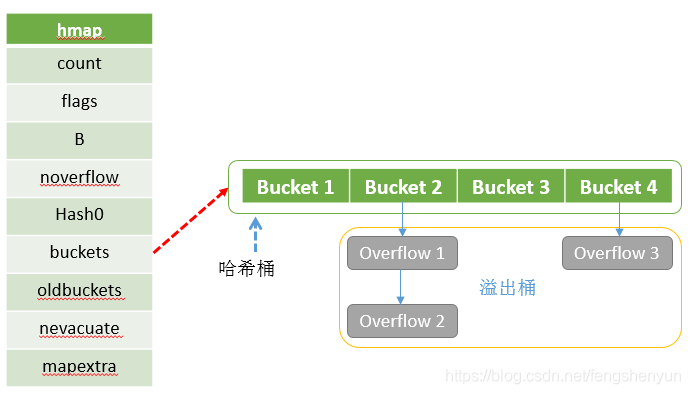 hmap
count
flags
B
noverflow
Hash0
buckets
oldbuckets
nevacuate
mapextra
Bucket 1 Bucket 2 Bucket 3 Bucket 4
哈希桶
Overflow 1 Overflow 3
溢出桶
Overflow 2
https://blog.csdn.net/fengshenyun